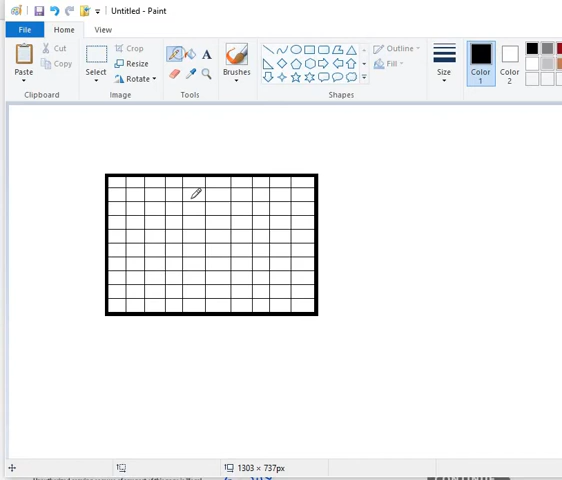 Untitled - Paint
File
Home
View
Paste
Cut
Copy
Clipboard
Select
Crop
Resize
Rotate
Image
A
Tools
Brushes
Outline
Fill
Shapes
Size
Color
1
Color
2
1303 × 737px